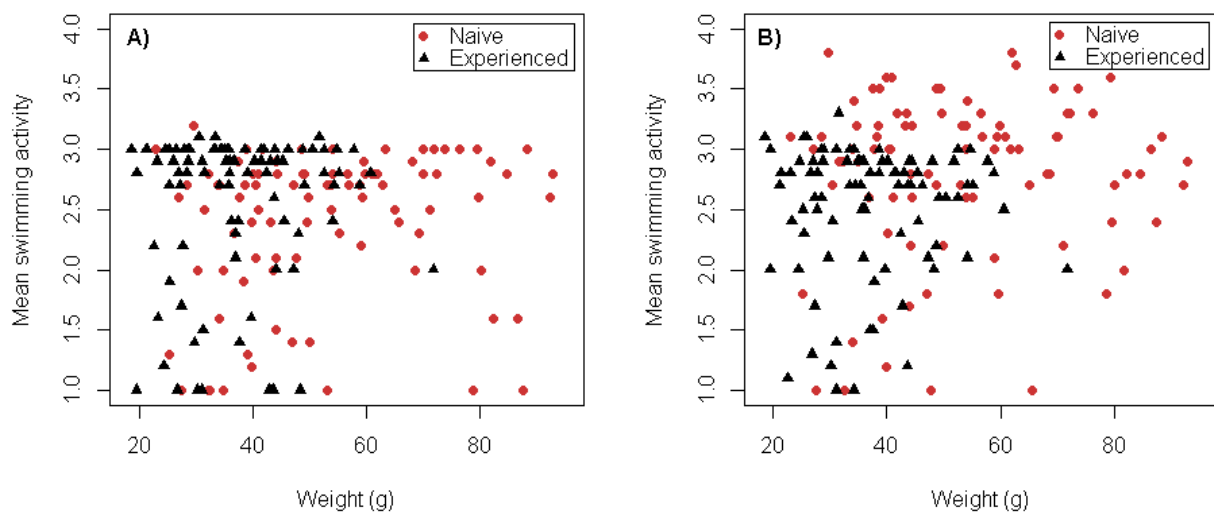 A)
Naive
Experienced
Mean swimming activity
4.0
3.5
3.0
2.5
2.0
1.5
1.0
20 40 60 80
Weight (g)
B)
Naive
Experienced
Mean swimming activity
4.0
3.5
3.0
2.5
2.0
1.5
1.0
20 40 60 80
Weight (g)